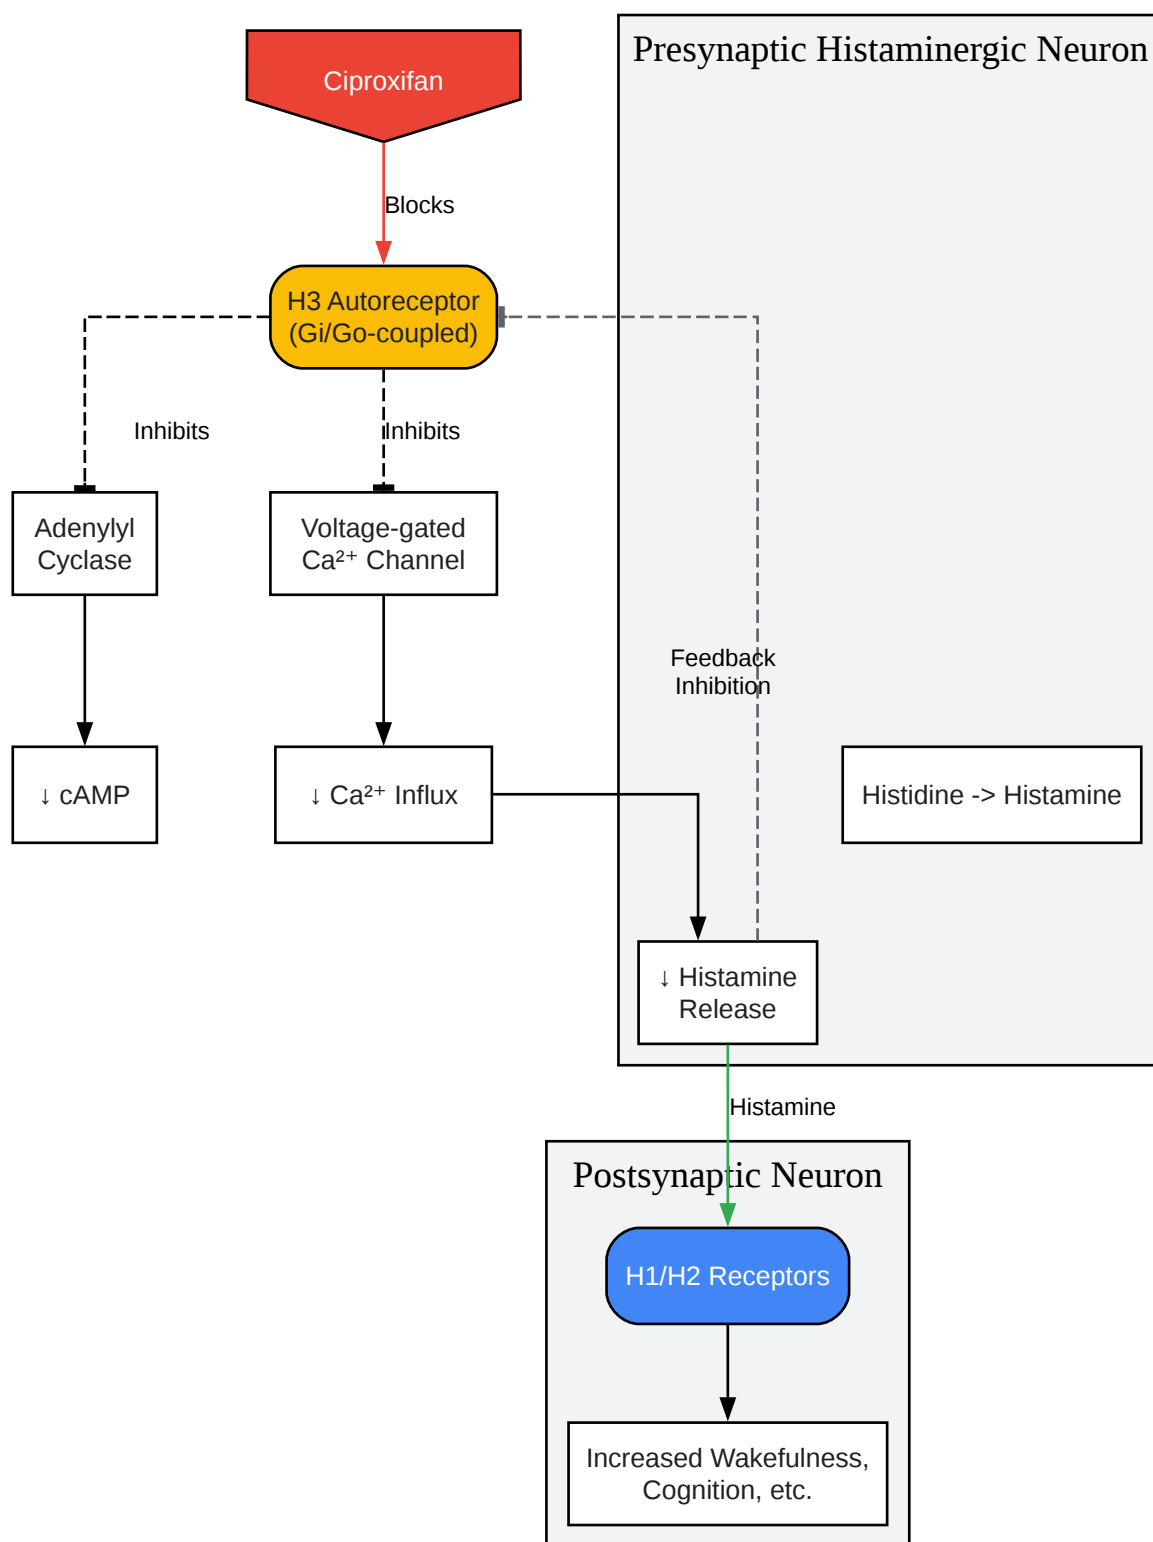 Presynaptic Histaminergic Neuron
Ciproxifan
Blocks
H3 Autoreceptor
(Gi/Go-coupled)
Inhibits
Inhibits
Adenylyl
Cyclase
Voltage-gated
Ca²⁺ Channel
Feedback
Inhibition
↓ cAMP
↓ Ca²⁺ Influx
Histidine -> Histamine
↓ Histamine
Release
Histamine
Postsynaptic Neuron
H1/H2 Receptors
Increased Wakefulness,
Cognition, etc.